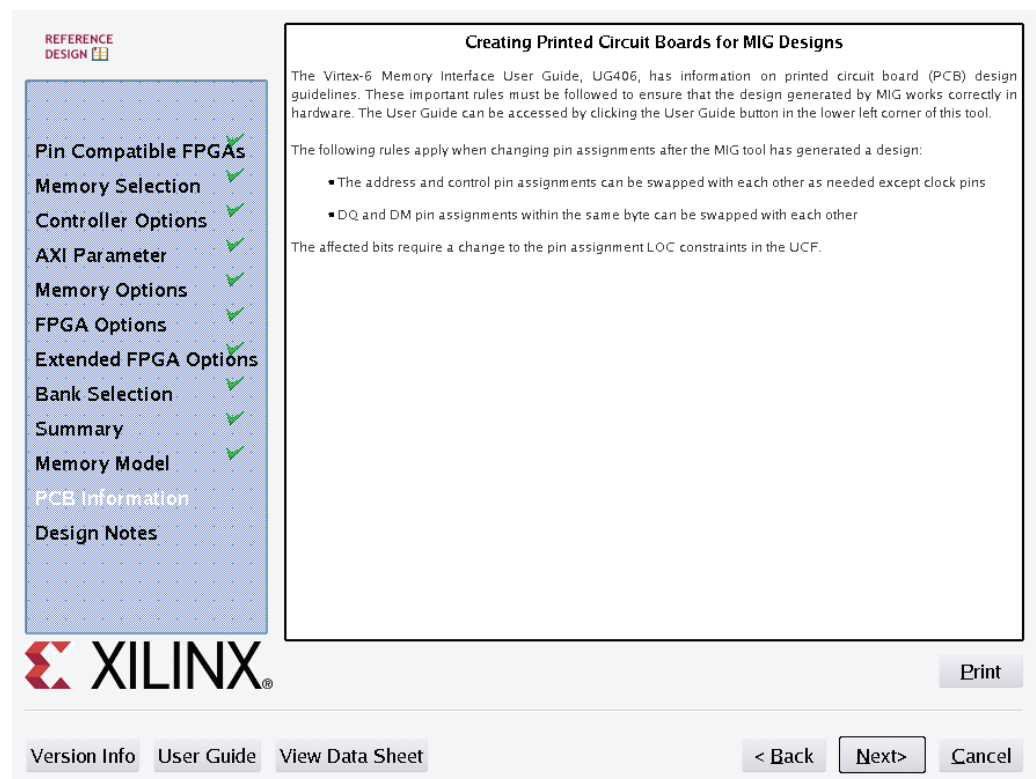 REFERENCE
DESIGN
Pin Compatible FPGAs
Memory Selection
Controller Options
AXI Parameter
Memory Options
FPGA Options
Extended FPGA Options
Bank Selection
Summary
Memory Model
PCB Information
Design Notes
XILINX®
Creating Printed Circuit Boards for MIG Designs
The Virtex-6 Memory Interface User Guide, UG406, has information on printed circuit board (PCB) design
guidelines. These important rules must be followed to ensure that the design generated by MIG works correctly in
hardware. The User Guide can be accessed by clicking the User Guide button in the lower left corner of this tool.
The following rules apply when changing pin assignments after the MIG tool has generated a design:
▪The address and control pin assignments can be swapped with each other as needed except clock pins
▪DQ and DM pin assignments within the same byte can be swapped with each other
The affected bits require a change to the pin assignment LOC constraints in the UCF.
Print
Version Info User Guide View Data Sheet < Back Next> Cancel